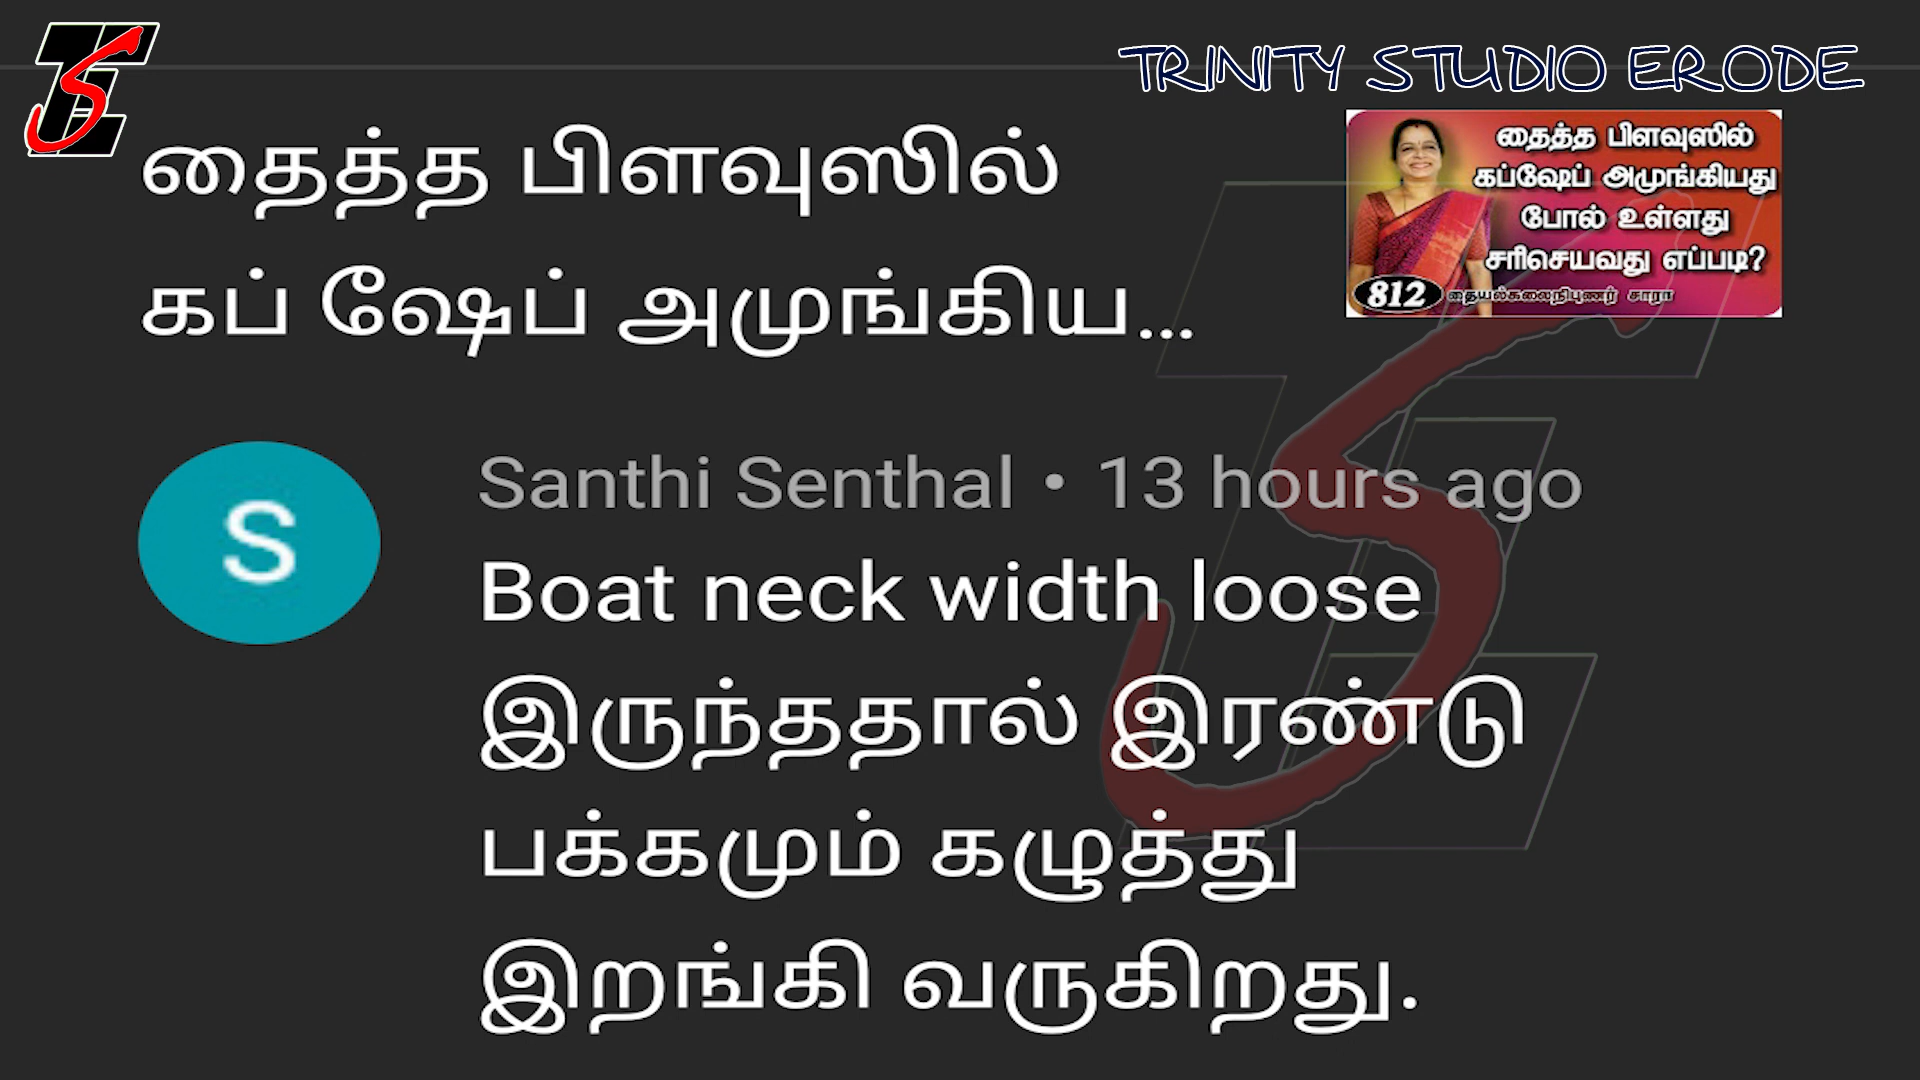 TRINITY STUDIO ERODE
தைத்த பிளவுஸில்
கப் ஷேப் அமுங்கிய...
தைத்த பிளவுஸில்
கப்ஷேப் அமுங்கியது
போல் உள்ளது
சரிசெயவது எப்படி?
812 தையல்கலைநிபுணர் சாரா
S
Santhi Senthal • 13 hours ago
Boat neck width loose
இருந்ததால் இரண்டு
பக்கமும் கழுத்து
இறங்கி வருகிறது.